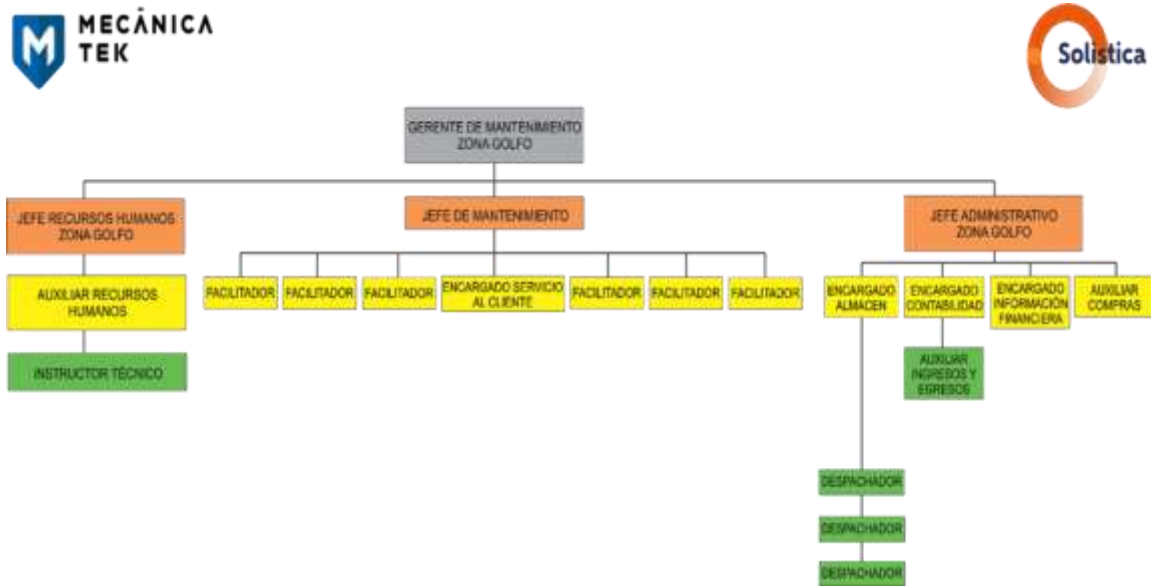 MECÁNICA
TEK
Solistica
GERENTE DE MANTENIMIENTO
ZONA GOLFO
JEFE RECURSOS HUMANOS
ZONA GOLFO
JEFE DE MANTENIMIENTO
JEFE ADMINISTRATIVO
ZONA GOLFO
AUXILIAR RECURSOS
HUMANOS
FACILITADOR
FACILITADOR
FACILITADOR
ENCARGADO SERVICIO
AL CLIENTE
FACILITADOR
FACILITADOR
FACILITADOR
ENCARGADO
ALMACEN
ENCARGADO
CONTABILIDAD
ENCARGADO
INFORMACIÓN
FINANCIERA
AUXILIAR
COMPRAS
INSTRUCTOR TÉCNICO
AUXILIAR
INGRESOS Y
EGRESOS
DESPACHADOR
DESPACHADOR
DESPACHADOR